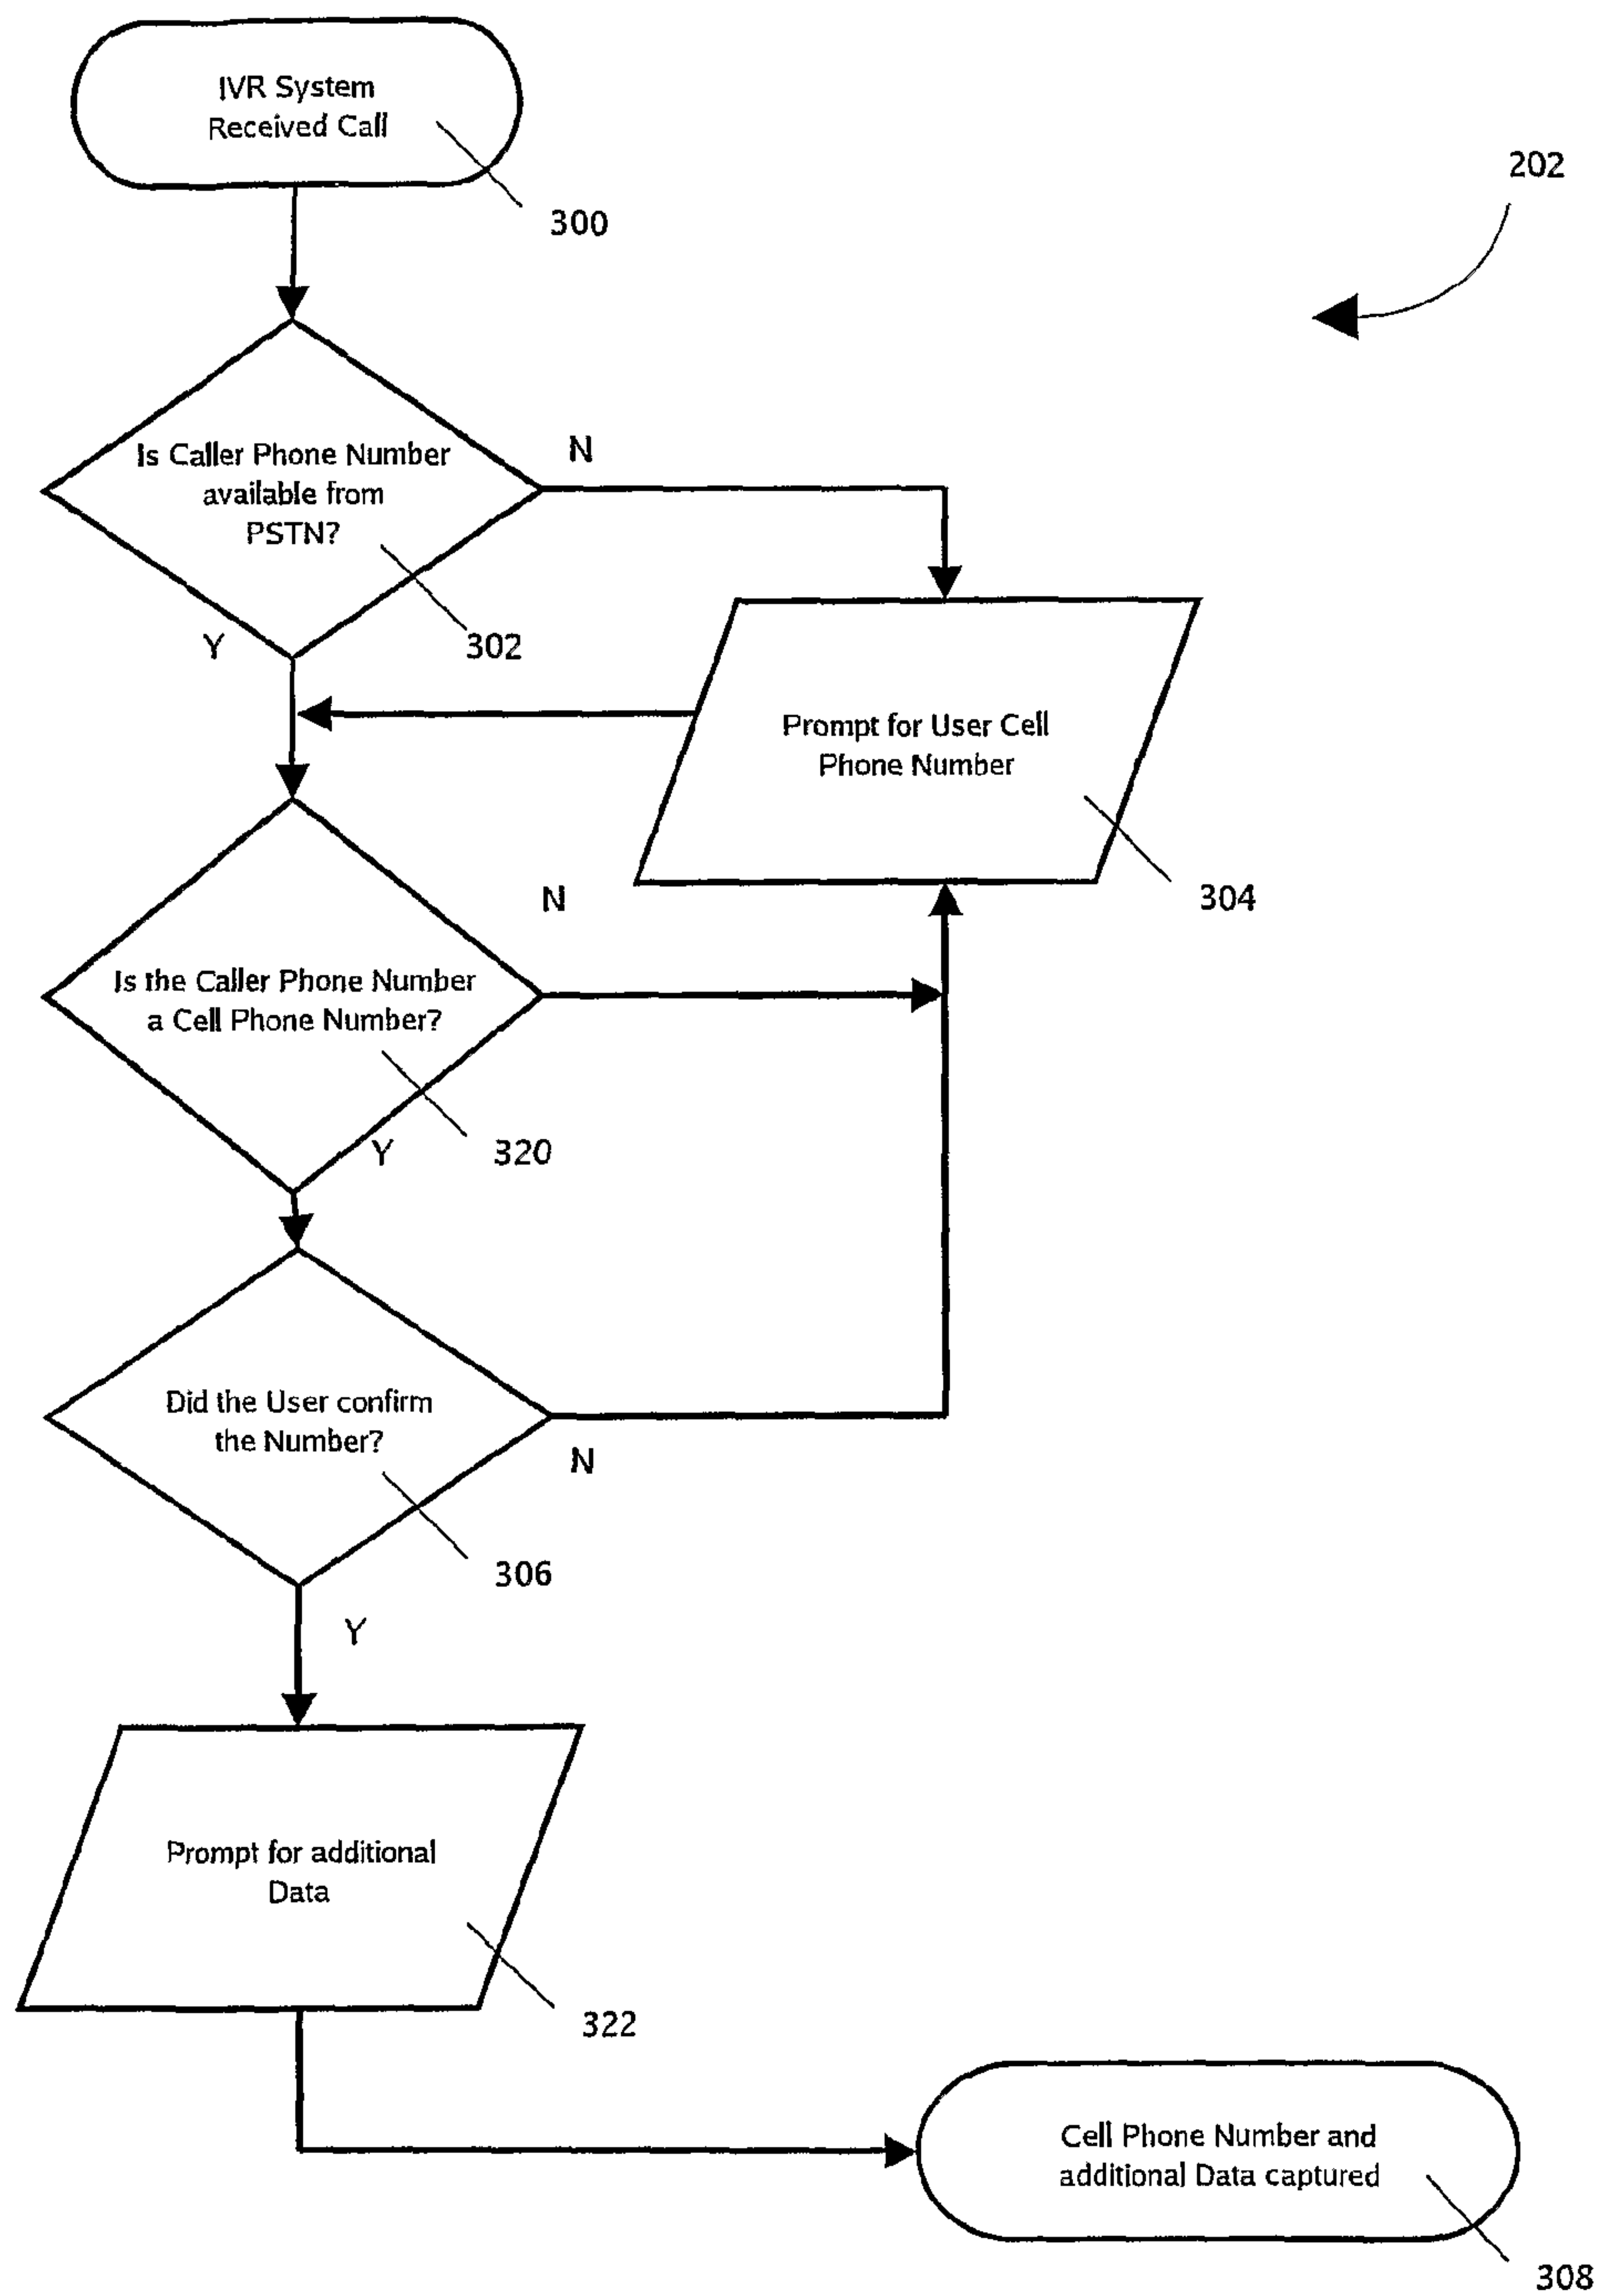 IVR System
Received Call
300
202
Is Caller Phone Number
available from
PSTN?
N
302
Y
Prompt for User Cell
Phone Number
304
N
Is the Caller Phone Number
a Cell Phone Number?
320
Y
Did the User confirm
the Number?
N
306
Y
Prompt for additional
Data
322
Cell Phone Number and
additional Data captured
308